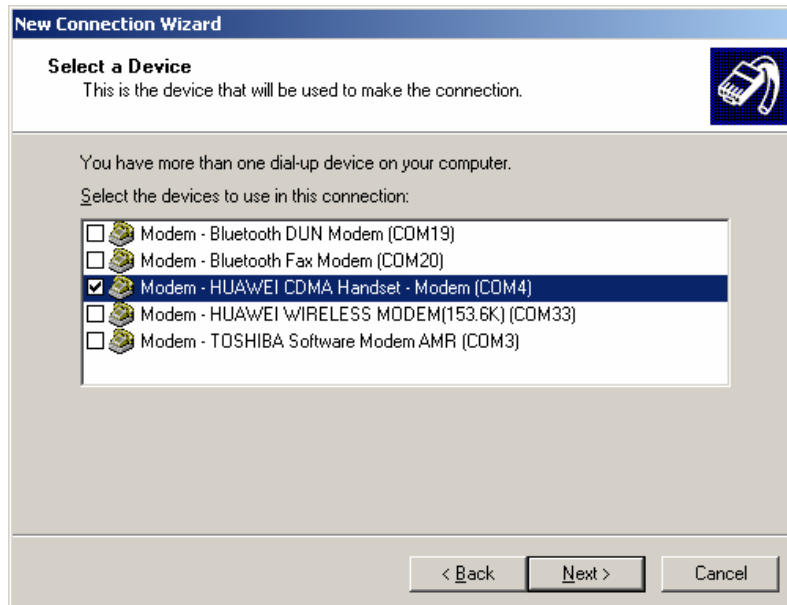 New Connection Wizard
Select a Device
This is the device that will be used to make the connection.
You have more than one dial-up device on your computer.
Select the devices to use in this connection:
Modem - Bluetooth DUN Modem (COM19)
Modem - Bluetooth Fax Modem (COM20)
Modem - HUAWEI CDMA Handset - Modem (COM4)
Modem - HUAWEI WIRELESS MODEM(153.6K) (COM33)
Modem - TOSHIBA Software Modem AMR (COM3)
< Back Next > Cancel